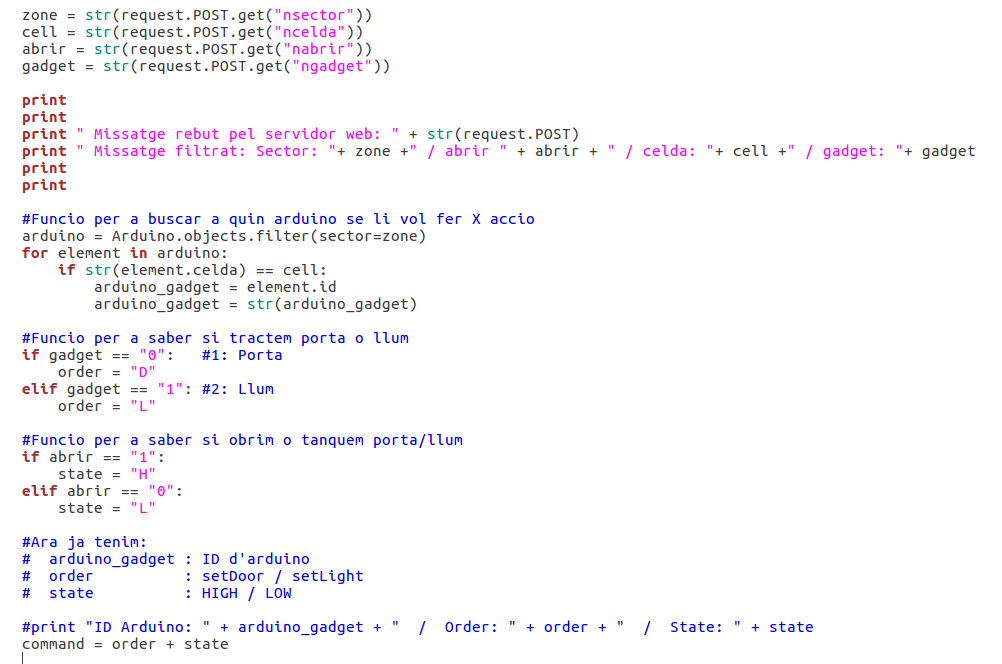 zone = str(request.POST.get("nsector"))
cell = str(request.POST.get("ncelda"))
abrir = str(request.POST.get("nabrir"))
gadget = str(request.POST.get("ngadget"))
print
print
print " Missatge rebut pel servidor web: " + str(request.POST)
print " Missatge filtrat: Sector: "+ zone +" / abrir " + abrir + " / celda: "+ cell +" / gadget: "+ gadget
print
print
#Funcio per a buscar a quin arduino se li vol fer X accio
arduino = Arduino.objects.filter(sector=zone)
for element in arduino:
    if str(element.celda) == cell:
        arduino_gadget = element.id
        arduino_gadget = str(arduino_gadget)
#Funcio per a saber si tractem porta o llum
if gadget == "0":   #1: Porta
    order = "D"
elif gadget == "1": #2: Llum
    order = "L"
#Funcio per a saber si obrim o tanquem porta/llum
if abrir == "1":
    state = "H"
elif abrir == "0":
    state = "L"
#Ara ja tenim:
#  arduino_gadget : ID d'arduino
#  order          : setDoor / setLight
#  state          : HIGH / LOW
#print "ID Arduino: " + arduino_gadget + "  /  Order: " + order + "  /  State: " + state
command = order + state